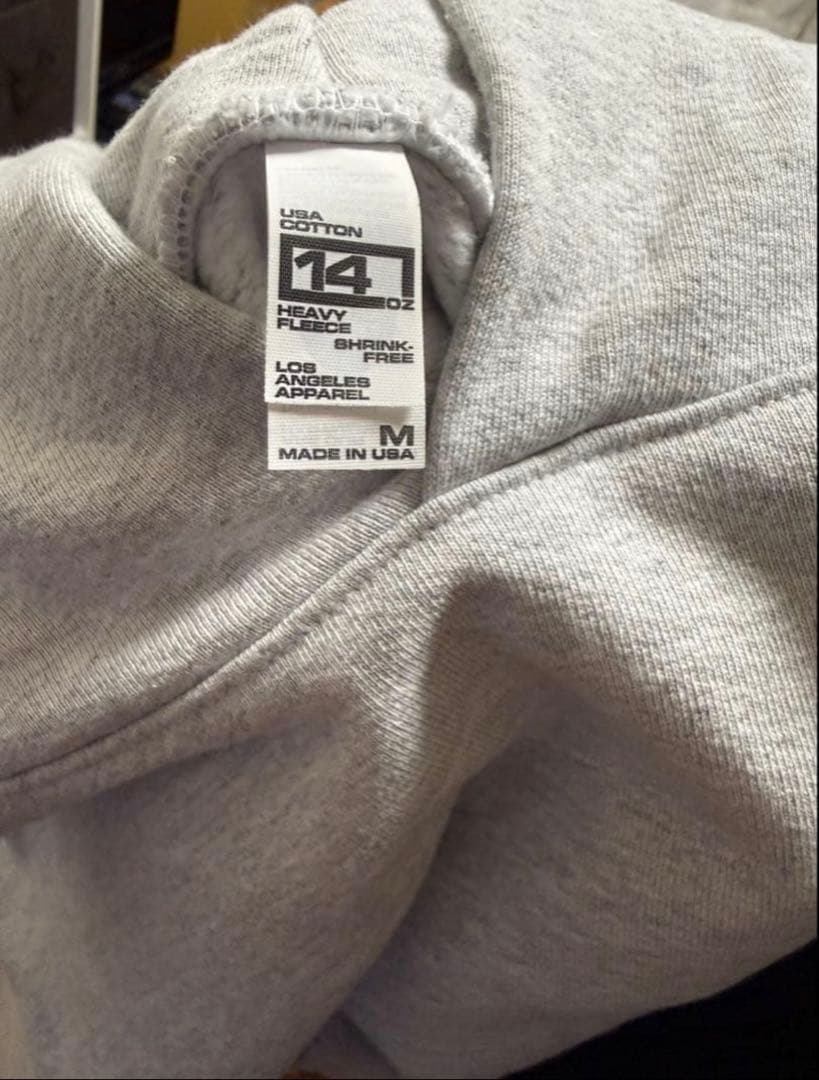 USA
COTTON
14 OZ
HEAVY
FLEECE
SHRINK-
FREE
LOS
ANGELES
APPAREL
M
MADE IN USA